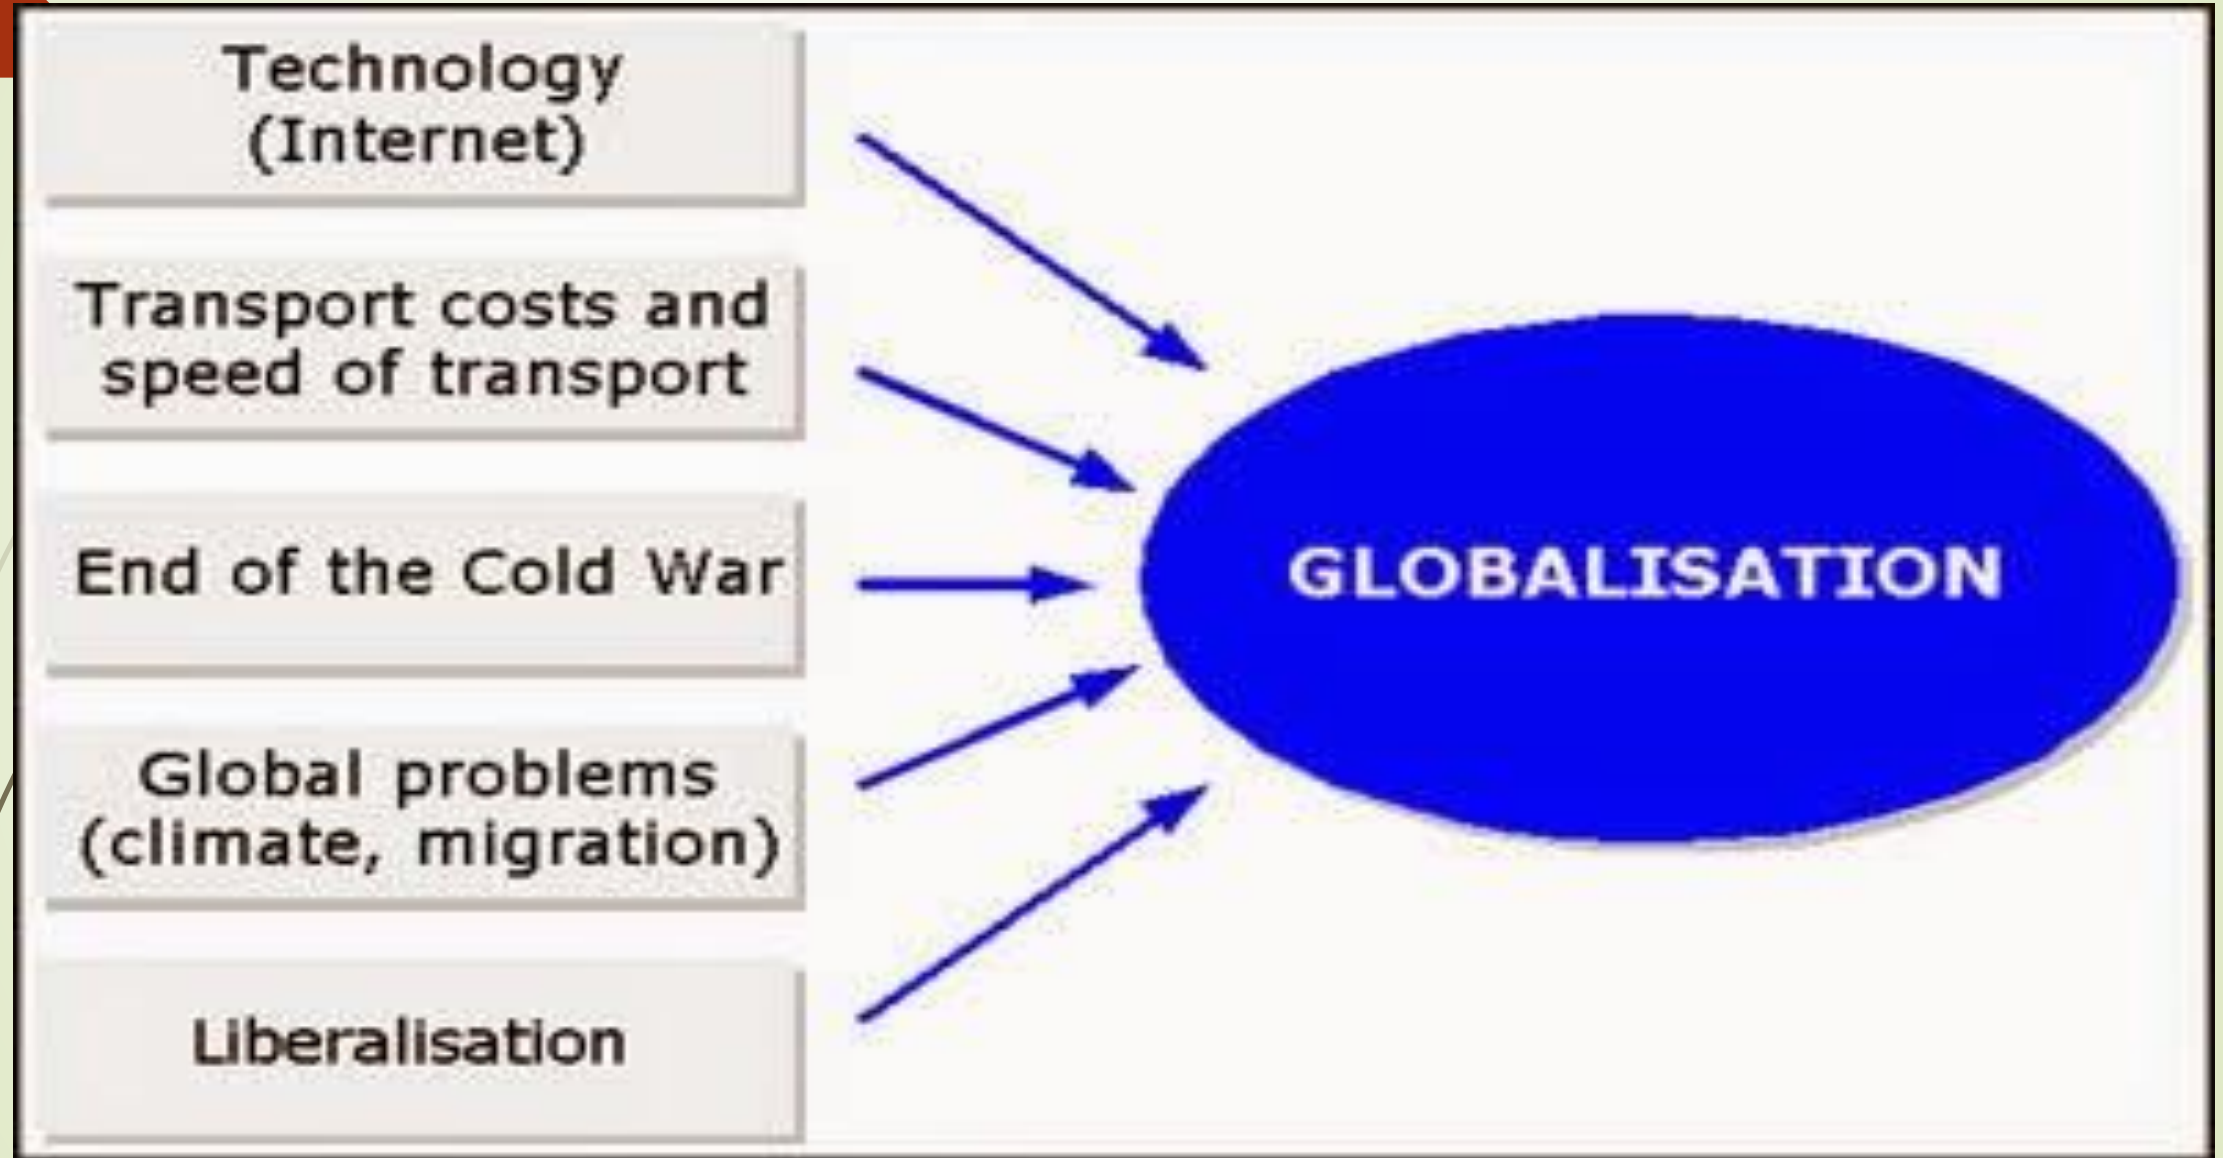 Technology
(Internet)
Transport costs and
speed of transport
End of the Cold War
Global problems
(climate, migration)
Liberalisation
GLOBALISATION